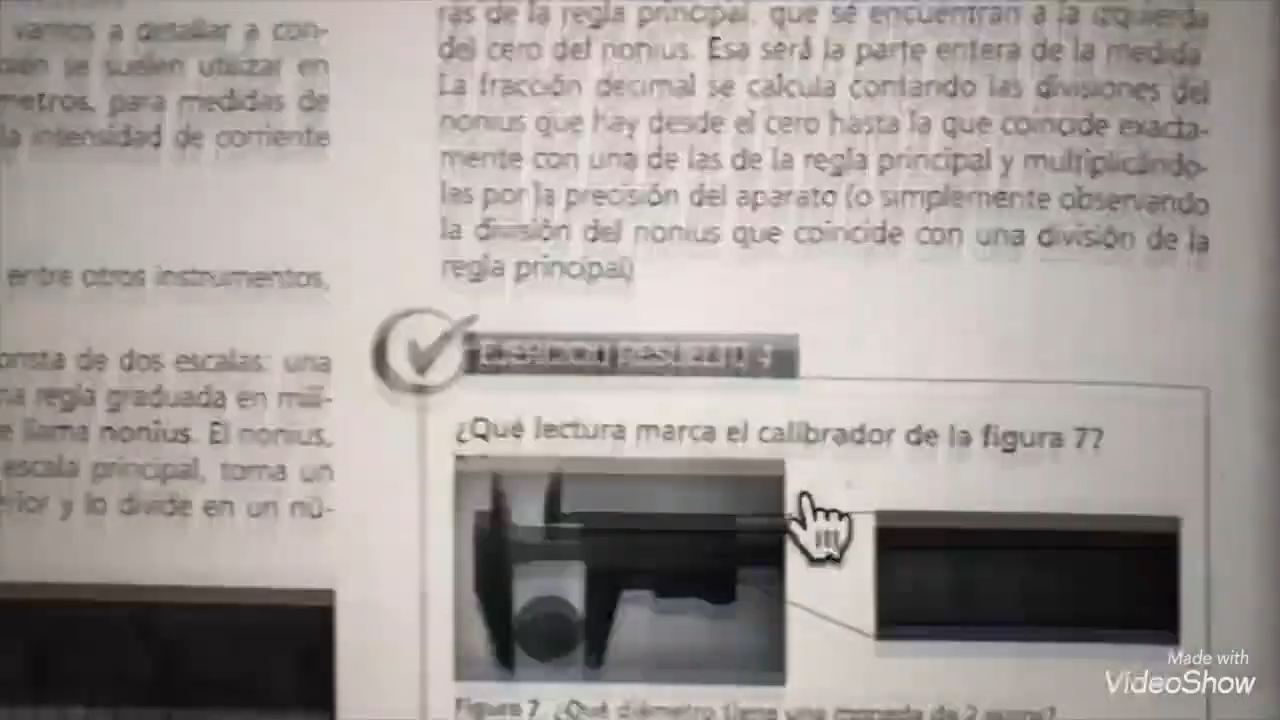 vamos a detallar a con-
se suelen utilizar en
metros, para medidas de
la intensidad de corriente
entre otros instrumentos,
consta de dos escalas: una
na regla graduada en milí-
e llama nonius. El nonius,
escala principal, toma un
erior y lo divide en un nú-
ras de la regla principal, que se encuentran a la izquierda
del cero del nonius. Esa será la parte entera de la medida
La fracción decimal se calcula contando las divisiones del
nonius que hay desde el cero hasta la que coincide exacta-
mente con una de las de la regla principal y multiplicándo-
las por la precisión del aparato (o simplemente observando
la división del nonius que coincide con una división de la
regla principal)
¿Qué lectura marca el calibrador de la figura 7?
Figura 7. ¿Qué diámetro tiene una moneda de 2 euros?
Made with
VideoShow